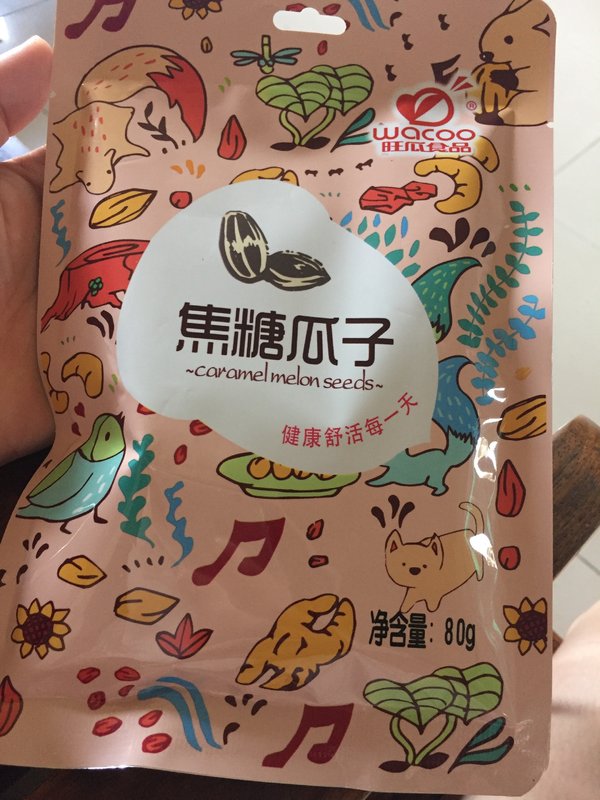 wacoo®
旺瓜食品
焦糖瓜子
~caramel melon seeds~
健康舒活每一天
净含量: 80g